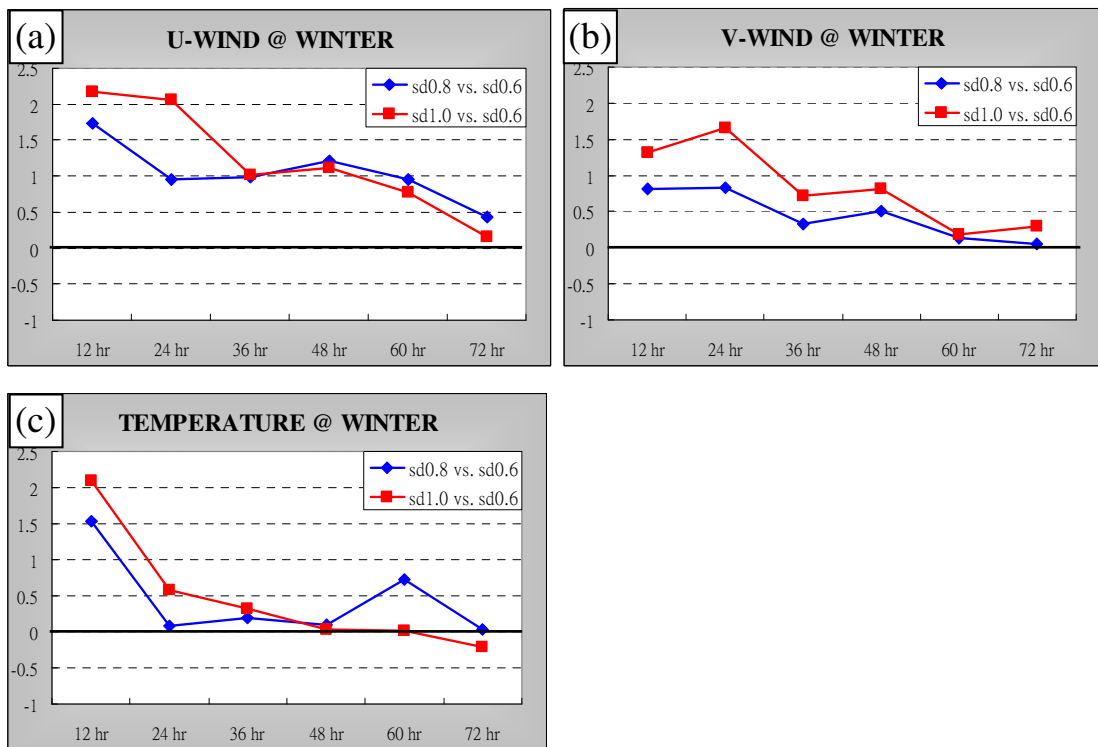 (a)
U-WIND @ WINTER
2.5
2
1.5
1
0.5
0
-0.5
-1
sd0.8 vs. sd0.6
sd1.0 vs. sd0.6
12 hr 24 hr 36 hr 48 hr 60 hr 72 hr
(b)
V-WIND @ WINTER
2.5
2
1.5
1
0.5
0
-0.5
-1
sd0.8 vs. sd0.6
sd1.0 vs. sd0.6
12 hr 24 hr 36 hr 48 hr 60 hr 72 hr
(c)
TEMPERATURE @ WINTER
2.5
2
1.5
1
0.5
0
-0.5
-1
sd0.8 vs. sd0.6
sd1.0 vs. sd0.6
12 hr 24 hr 36 hr 48 hr 60 hr 72 hr